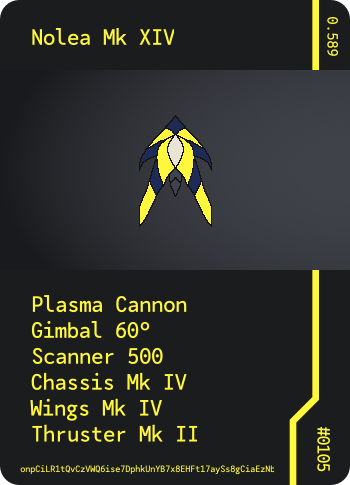 Nolea Mk XIV
0.589
Plasma Cannon
Gimbal 60°
Scanner 500
Chassis Mk IV
Wings Mk IV
Thruster Mk II
#0105
onpCiLR1tQvCzVWQ6ise7DphkUnYB7x8EHFt17aySs8gCiaEzNb